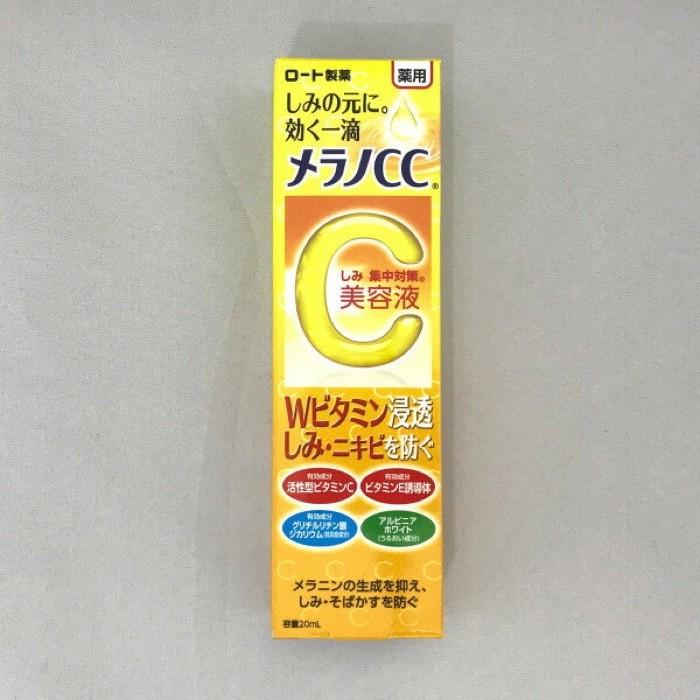 ロート製薬
薬用
しみの元に。
効く一滴
メラノCC®
しみ 集中対策®
美容液
Wビタミン浸透
しみ・ニキビを防ぐ
有効成分
活性型ビタミンC
有効成分
ビタミンE誘導体
有効成分
グリチルリチン酸
ジカリウム(抗炎症成分)
アルピニア
ホワイト
(うるおい成分)
メラニンの生成を抑え、
しみ・そばかすを防ぐ
容量20mL